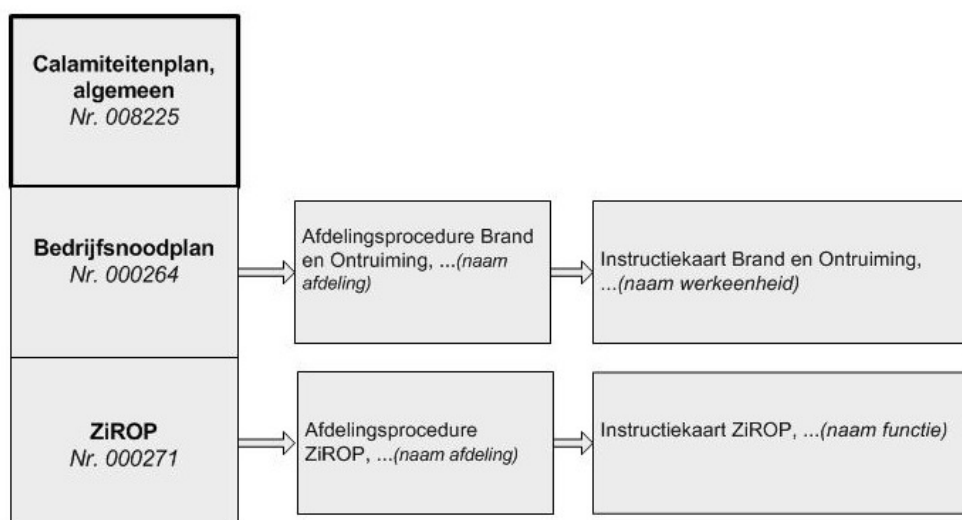 Calamiteitenplan,
algemeen
Nr. 008225
Bedrijfsnoodplan
Nr. 000264
Afdelingsprocedure Brand
en Ontruiming, ...(naam
afdeling)
Instructiekaart Brand en Ontruiming,
...(naam werkeenheid)
ZiROP
Nr. 000271
Afdelingsprocedure
ZiROP, ...(naam afdeling)
Instructiekaart ZiROP, ...(naam functie)